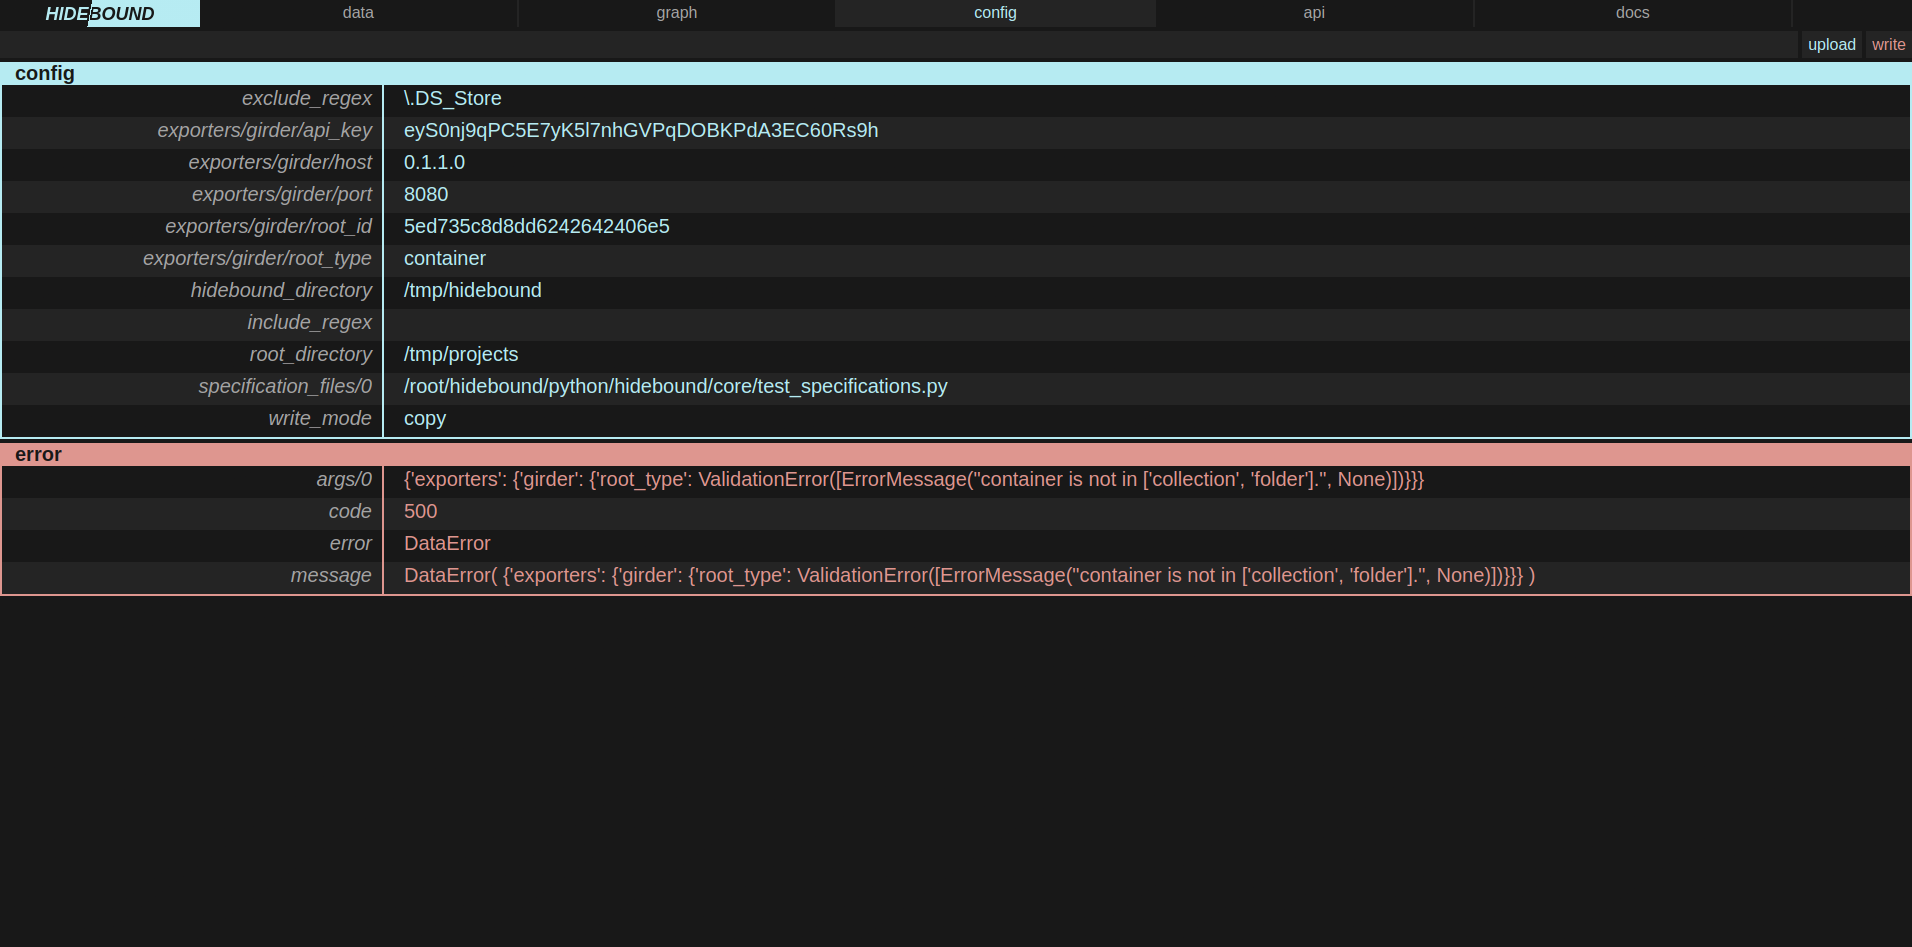 HIDEBOUND data graph config api docs
upload write
config
exclude_regex \.DS_Store
exporters/girder/api_key eyS0nj9qPC5E7yK5l7nhGVPqDOBKPdA3EC60Rs9h
exporters/girder/host 0.1.1.0
exporters/girder/port 8080
exporters/girder/root_id 5ed735c8d8dd6242642406e5
exporters/girder/root_type container
hidebound_directory /tmp/hidebound
include_regex
root_directory /tmp/projects
specification_files/0 /root/hidebound/python/hidebound/core/test_specifications.py
write_mode copy
error
args/0 {'exporters': {'girder': {'root_type': ValidationError([ErrorMessage("container is not in ['collection', 'folder'].", None)])}}}
code 500
error DataError
message DataError( {'exporters': {'girder': {'root_type': ValidationError([ErrorMessage("container is not in ['collection', 'folder'].", None)])}}} )